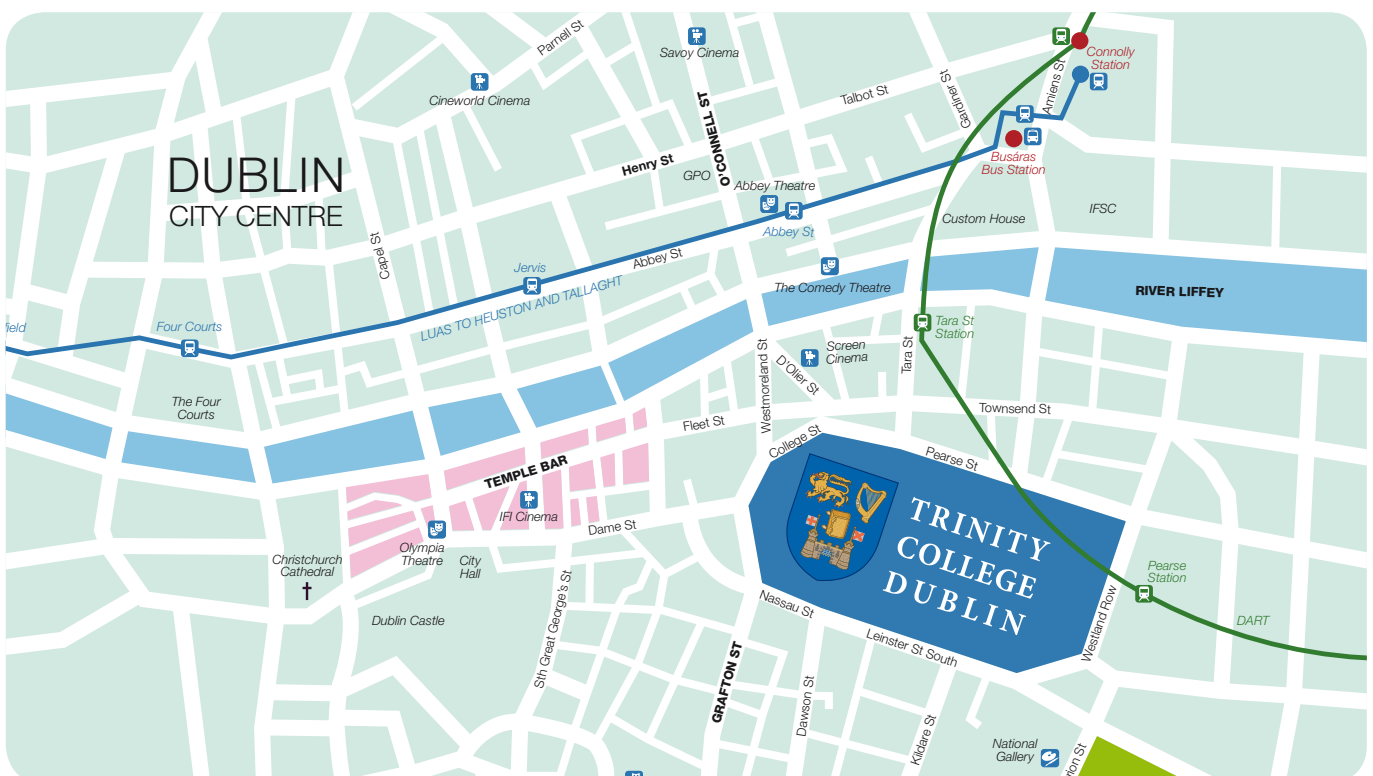 Parnell St
Savoy Cinema
Connolly
Station
Cineworld Cinema
Talbot St
Gardiner St
Amiens St
O'CONNELL ST
DUBLIN
CITY CENTRE
Henry St
GPO
Abbey Theatre
Busáras
Bus Station
Custom House
IFSC
Capel St
Abbey St
Abbey St
Jervis
LUAS TO HEUSTON AND TALLAGHT
The Comedy Theatre
RIVER LIFFEY
field
Four Courts
Tara St
Station
Tara St
Screen
Cinema
Westmoreland St
D'Olier St
The Four
Courts
Townsend St
Fleet St
College St
Pearse St
TEMPLE BAR
IFI Cinema
Dame St
TRINITY
COLLEGE
DUBLIN
Olympia
Theatre
City
Hall
Christchurch
Cathedral
Pearse
Station
DART
Dublin Castle
Sth Great George's St
Nassau St
Leinster St South
Westland Row
GRAFTON ST
Dawson St
Kildare St
National
Gallery
rion St